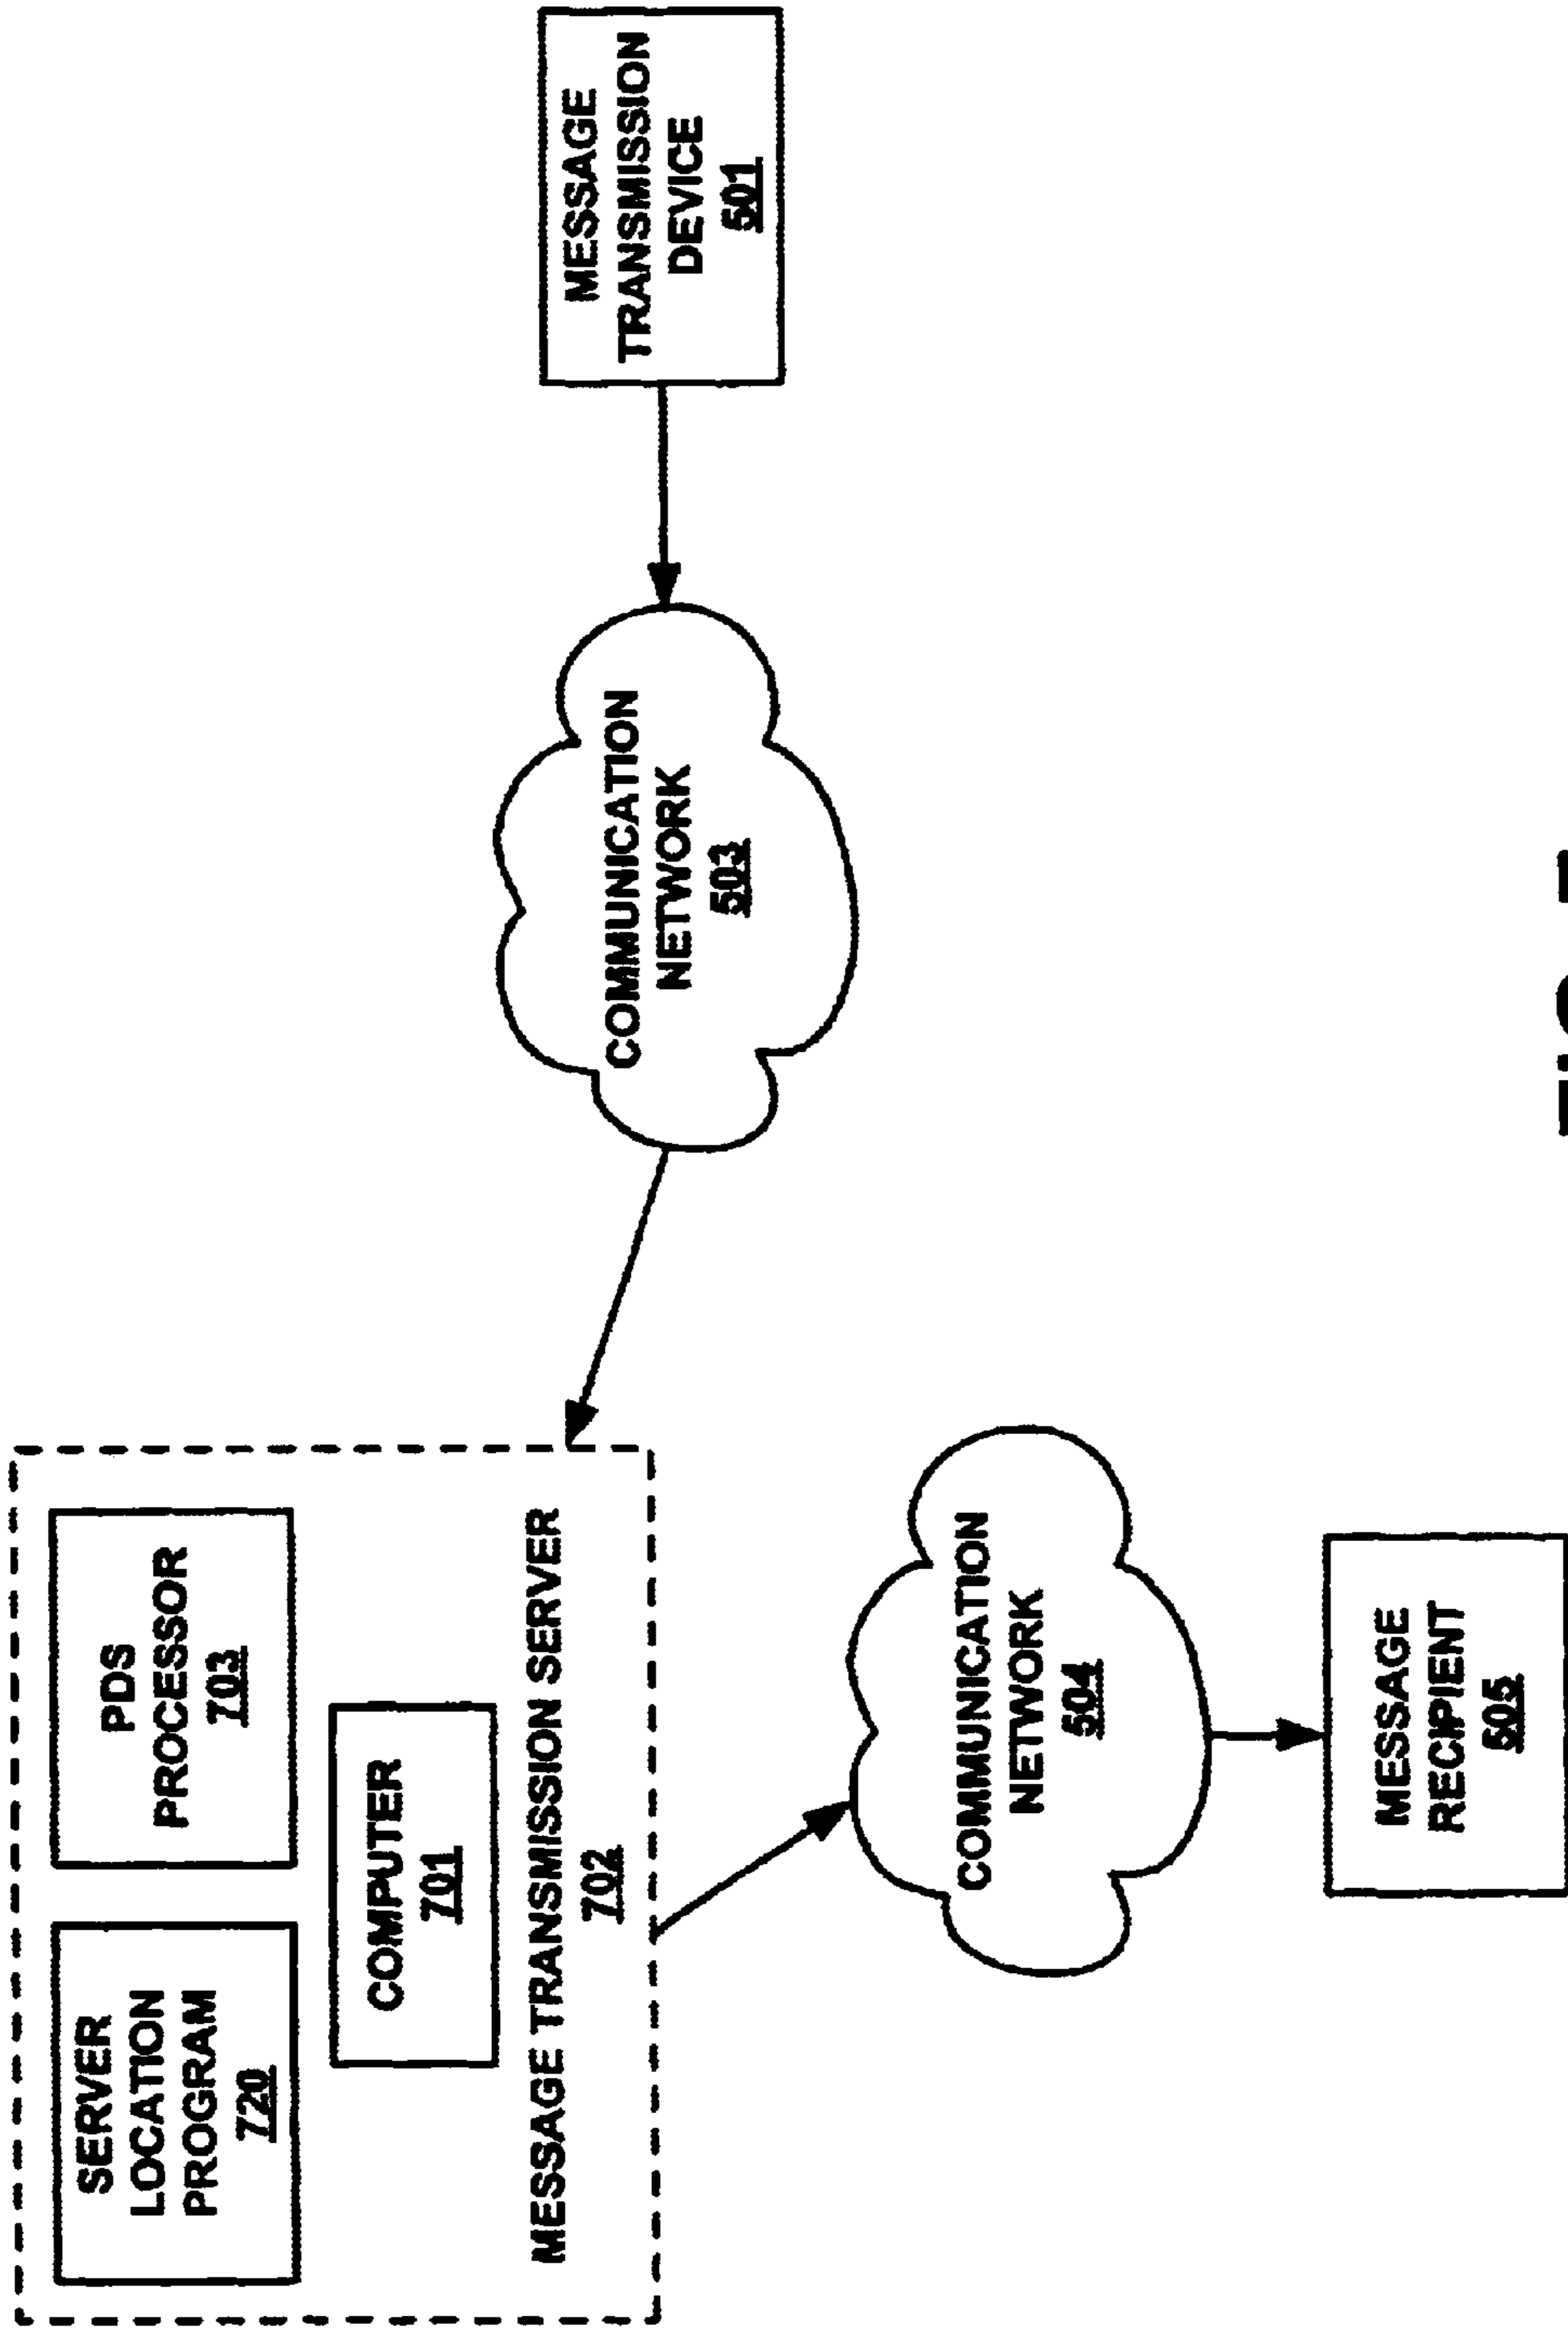 SERVER
LOCATION
PROGRAM
720
PDS
PROCESSOR
703
COMPUTER
701
MESSAGE TRANSMISSION SERVER
702
COMMUNICATION
NETWORK
503
MESSAGE
TRANSMISSION
DEVICE
501
COMMUNICATION
NETWORK
504
MESSAGE
RECIPIENT
505